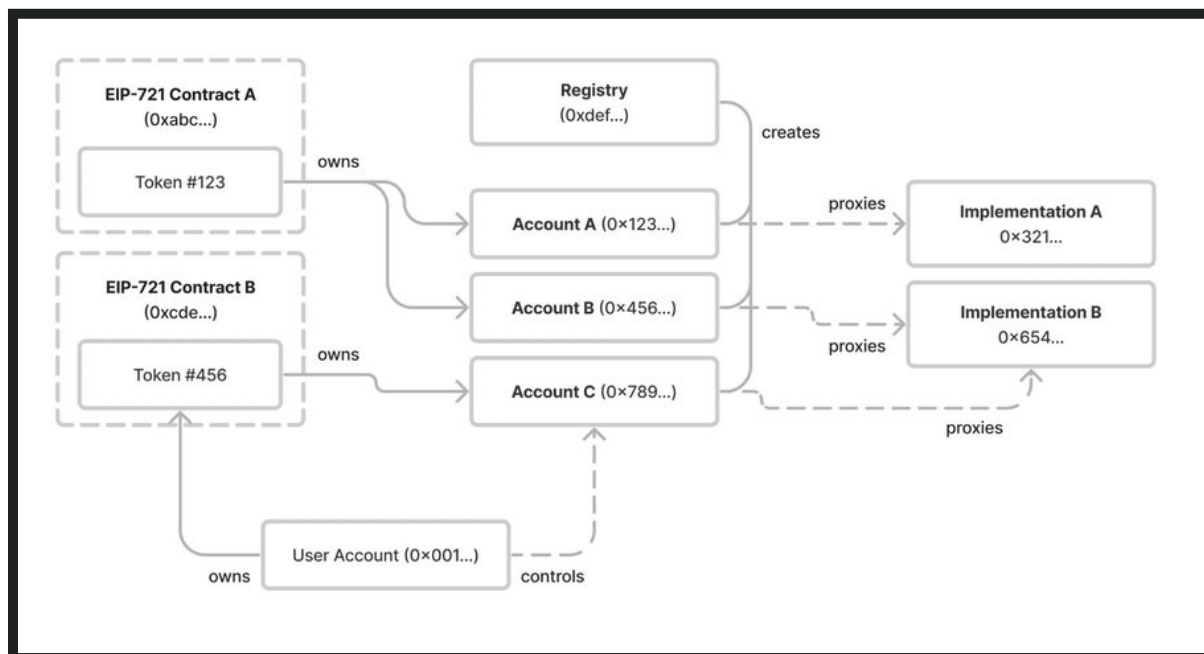 EIP-721 Contract A
(0xabc...)
Token #123
owns
Registry
(0xdef...)
creates
Account A (0×123...)
proxies
Implementation A
0×321...
EIP-721 Contract B
(0xcde...)
Token #456
owns
Account B (0×456...)
proxies
Implementation B
0×654...
Account C (0×789...)
proxies
User Account (0×001...)
owns
controls